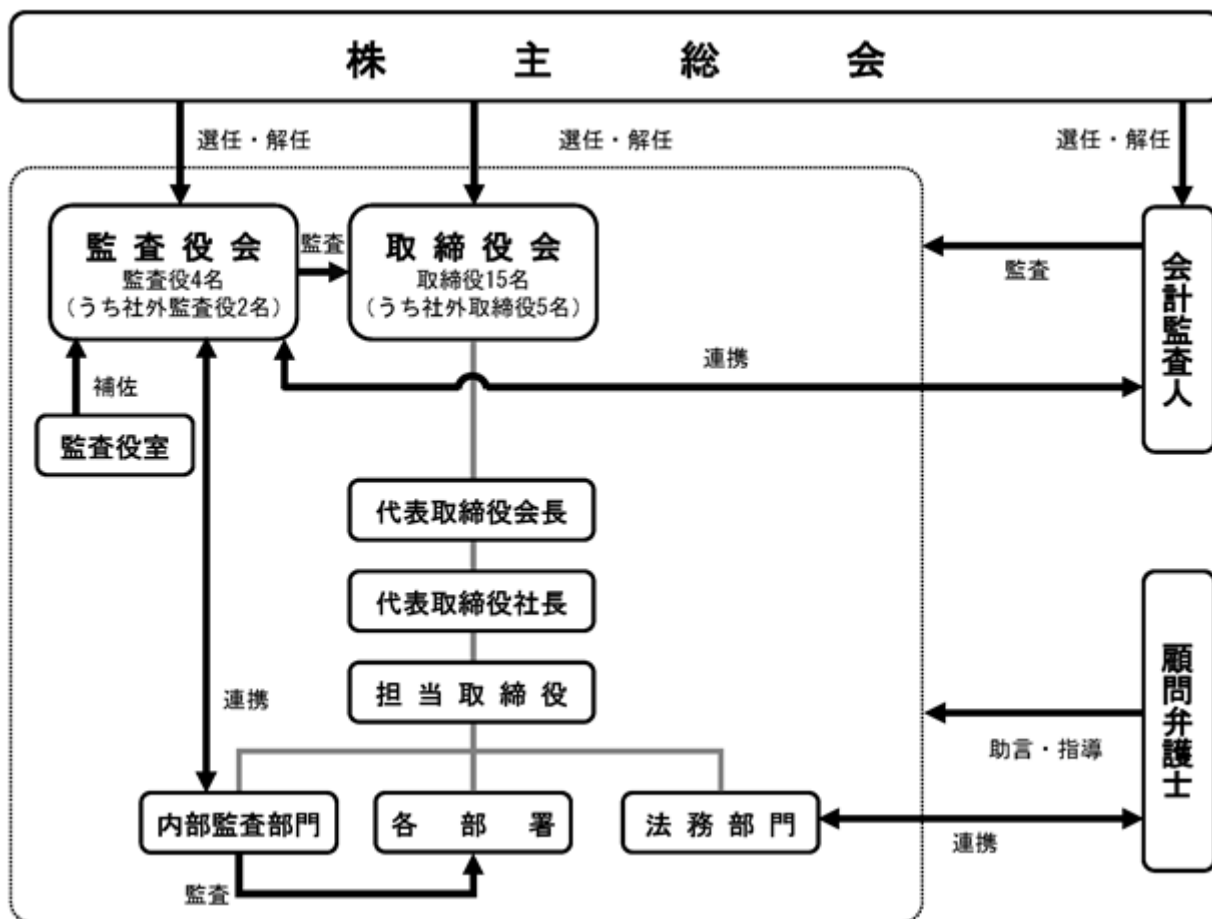 株主総会
選任・解任
選任・解任
選任・解任
監査役会
監査役4名
（うち社外監査役2名）
監査
取締役会
取締役15名
（うち社外取締役5名）
監査
会計監査人
連携
補佐
監査役室
代表取締役会長
代表取締役社長
担当取締役
連携
顧問弁護士
助言・指導
内部監査部門
各部署
法務部門
連携
監査